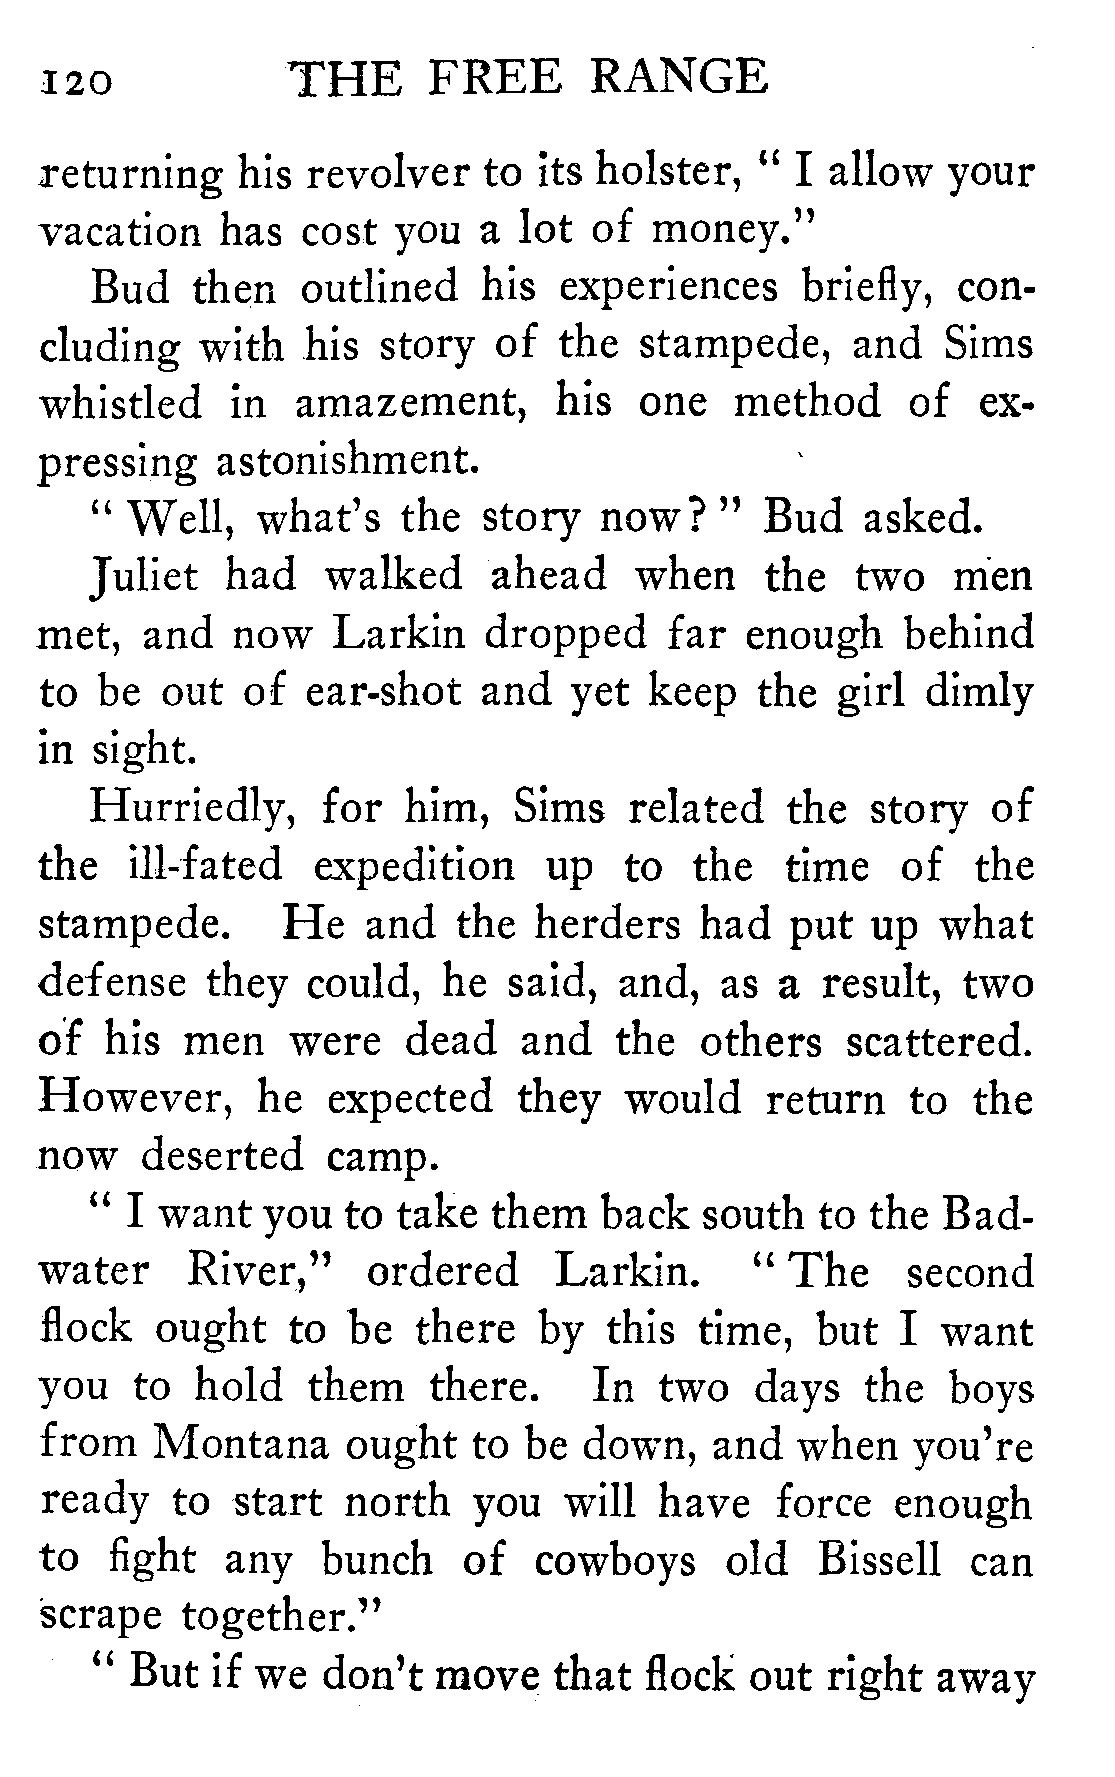 120 THE FREE RANGE
returning his revolver to its holster, " I allow your
vacation has cost you a lot of money."
Bud then outlined his experiences briefly, con-
cluding with his story of the stampede, and Sims
whistled in amazement, his one method of ex-
pressing astonishment.
" Well, what's the story now? " Bud asked.
Juliet had walked ahead when the two men
met, and now Larkin dropped far enough behind
to be out of ear-shot and yet keep the girl dimly
in sight.
Hurriedly, for him, Sims related the story of
the ill-fated expedition up to the time of the
stampede. He and the herders had put up what
defense they could, he said, and, as a result, two
of his men were dead and the others scattered.
However, he expected they would return to the
now deserted camp.
" I want you to take them back south to the Bad-
water River," ordered Larkin. " The second
flock ought to be there by this time, but I want
you to hold them there. In two days the boys
from Montana ought to be down, and when you're
ready to start north you will have force enough
to fight any bunch of cowboys old Bissell can
scrape together."
" But if we don't move that flock out right away